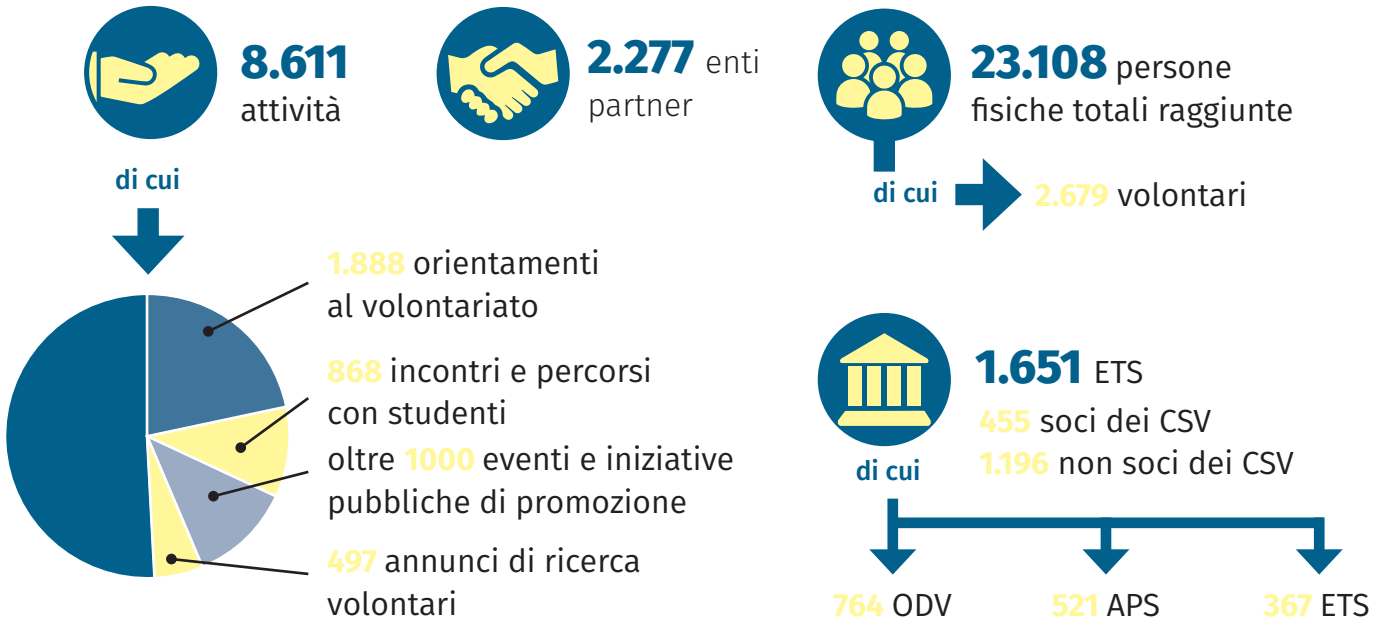 8.611
attività
2.277 enti
partner
23.108 persone
fisiche totali raggiunte
di cui
di cui
2.679 volontari
1.888 orientamenti
al volontariato
868 incontri e percorsi
con studenti
oltre 1000 eventi e iniziative
pubbliche di promozione
497 annunci di ricerca
volontari
1.651 ETS
455 soci dei CSV
1.196 non soci dei CSV
di cui
764 ODV
521 APS
367 ETS